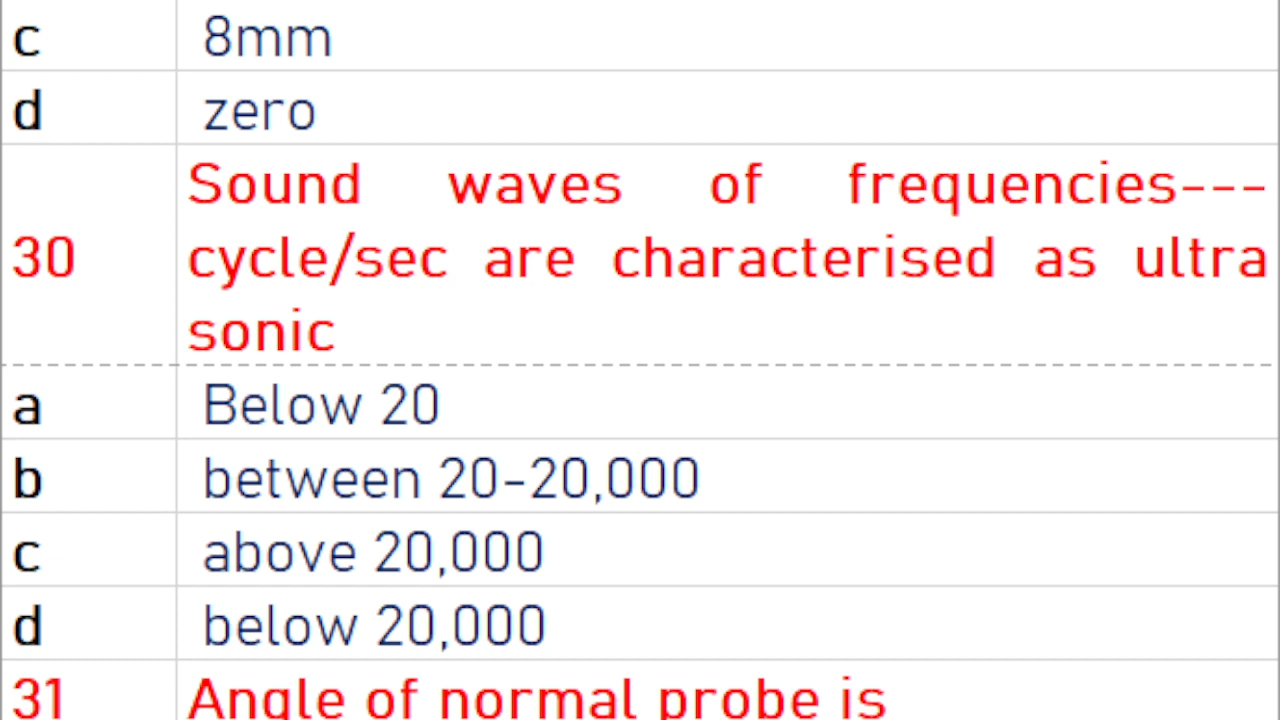 c 8mm
d zero
Sound waves of frequencies---
30 cycle/sec are characterised as ultra
sonic
a Below 20
b between 20-20,000
c above 20,000
d below 20,000
31 Angle of normal probe is